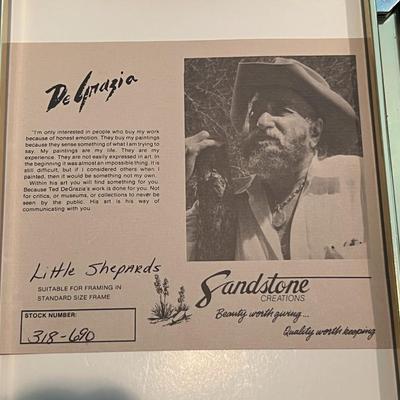 DeGrazia
"I'm only interested in people who buy my work
because of honest emotion. They buy my paintings
because they sense something of what I am trying to
say. My paintings are my life. They are my
experience. They are not easily expressed in art. In
the beginning it was almost an impossible thing. It is
still difficult, but if I considered others when I
painted, then it would be something not my own.
Within his art you will find something for you.
Because Ted DeGrazia's work is done for you. Not
for critics, or museums, or collections to never be
seen by the public. His art is his way of
communicating with you.
Little Shepards
SUITABLE FOR FRAMING IN
STANDARD SIZE FRAME
STOCK NUMBER:
318-690
Sandstone
CREATIONS
Beauty worth giving...
Quality worth keeping